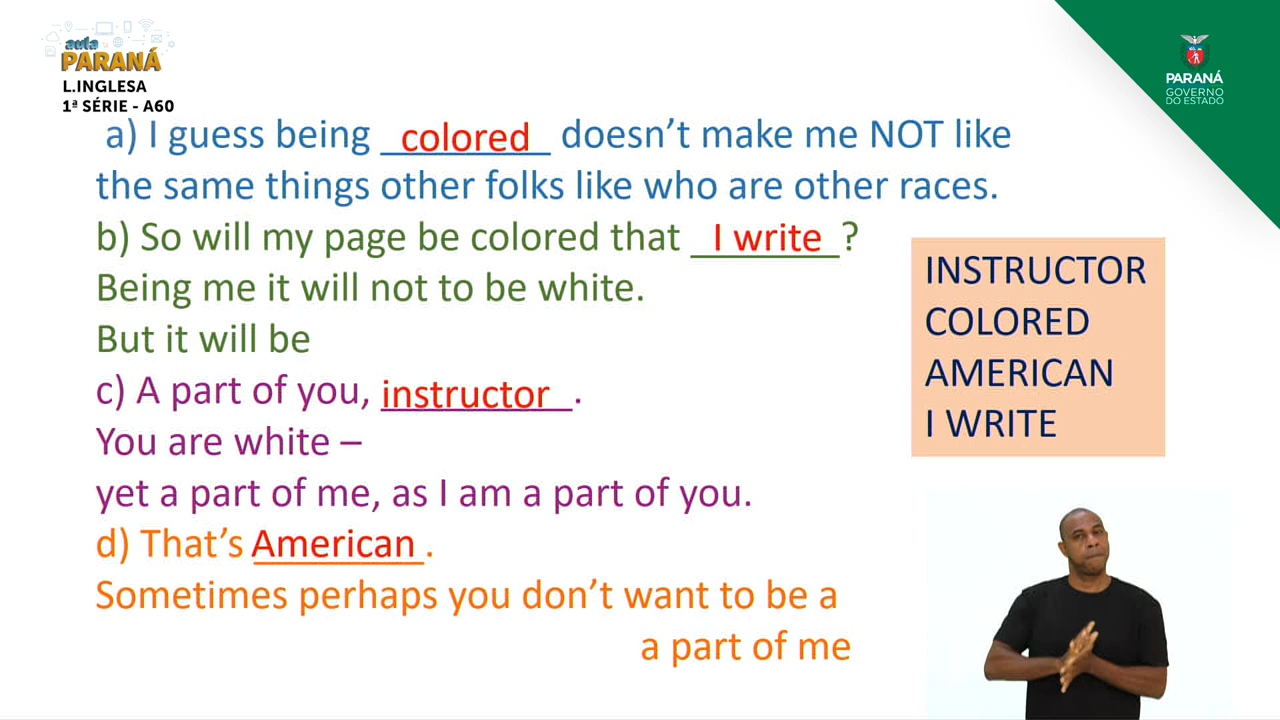 aula
PARANÁ
L.INGLESA
1ª SÉRIE - A60
PARANÁ
GOVERNO
DO ESTADO
a) I guess being colored doesn't make me NOT like
the same things other folks like who are other races.
b) So will my page be colored that I write ?
Being me it will not to be white.
But it will be
c) A part of you, instructor.
You are white –
yet a part of me, as I am a part of you.
d) That's American.
Sometimes perhaps you don't want to be a
a part of me
INSTRUCTOR
COLORED
AMERICAN
I WRITE